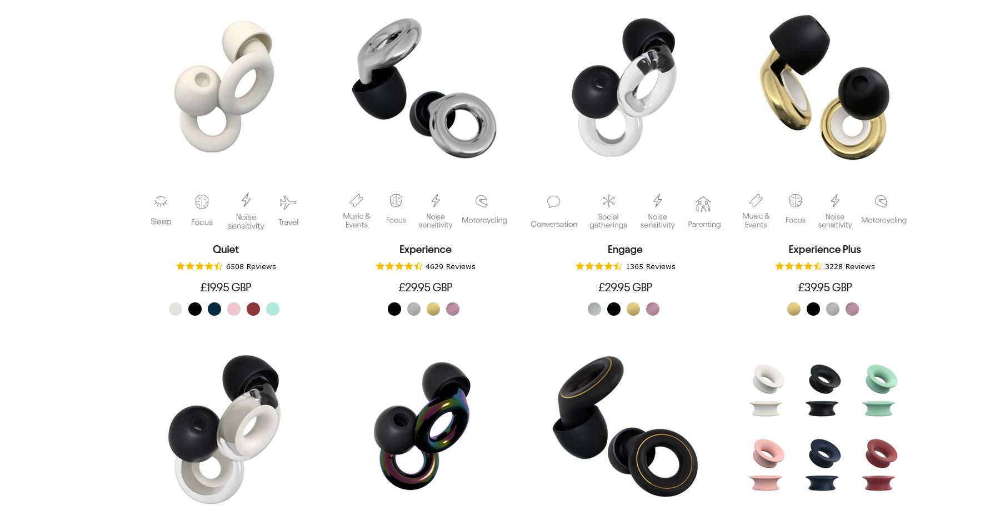 Sleep
Focus
Noise
sensitivity
Travel
Music &
Events
Focus
Noise
sensitivity
Motorcycling
Conversation
Social
gatherings
Noise
sensitivity
Parenting
Music &
Events
Focus
Noise
sensitivity
Motorcycling
Quiet
Experience
Engage
Experience Plus
6508 Reviews
4629 Reviews
1365 Reviews
3228 Reviews
£19.95 GBP
£29.95 GBP
£29.95 GBP
£39.95 GBP